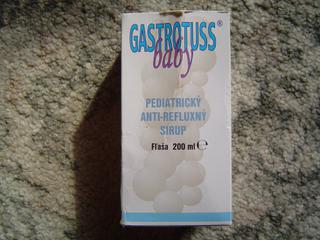 GASTROTUSS®
baby
PEDIATRICKÝ
ANTI-REFLUXNÝ
SIRUP
Fľaša 200 ml ℮